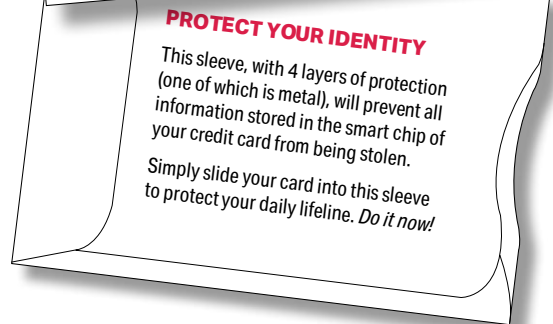 PROTECT YOUR IDENTITY
This sleeve, with 4 layers of protection
(one of which is metal), will prevent all
information stored in the smart chip of
your credit card from being stolen.
Simply slide your card into this sleeve
to protect your daily lifeline. Do it now!